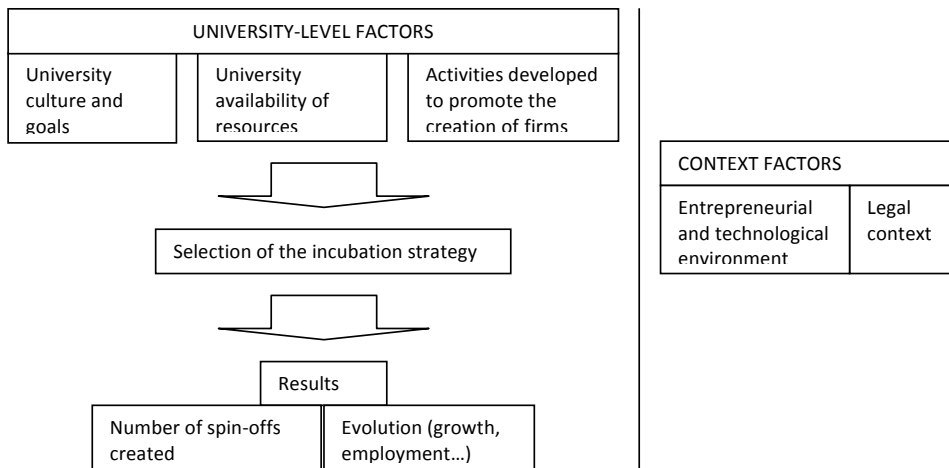 UNIVERSITY-LEVEL FACTORS
University
culture and
goals
University
availability of
resources
Activities developed
to promote the
creation of firms
CONTEXT FACTORS
Entrepreneurial
and technological
environment
Legal
context
Selection of the incubation strategy
Results
Number of spin-offs
created
Evolution (growth,
employment...)